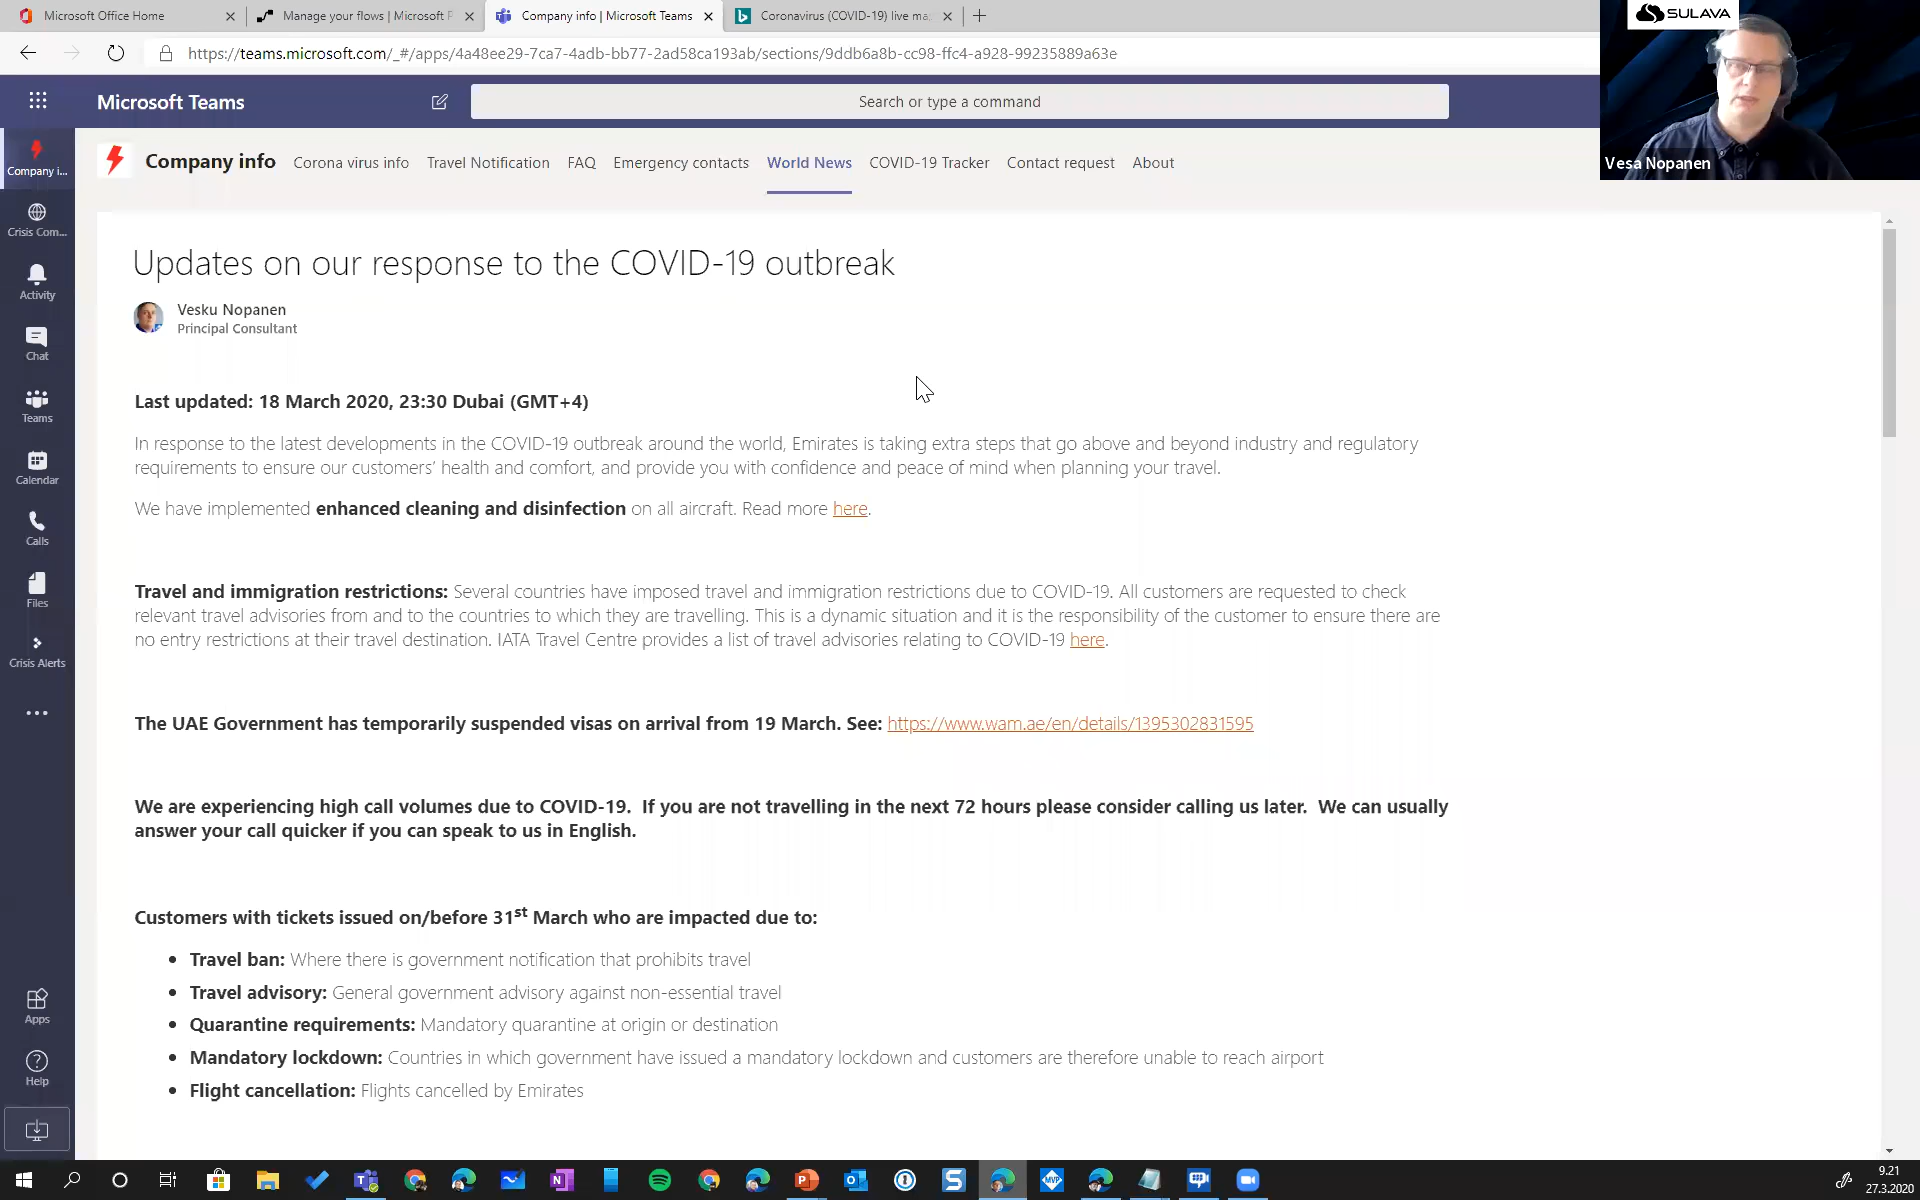 Microsoft Office Home
Manage your flows | Microsoft P
Company info | Microsoft Teams
Coronavirus (COVID-19) live ma
https://teams.microsoft.com/_#/apps/4a48ee29-7ca7-4adb-bb77-2ad58ca193ab/sections/9ddb6a8b-cc98-ffc4-a928-99235889a63e
SULAVA
Vesa Nopanen
Microsoft Teams
Search or type a command
Company info
Corona virus info
Travel Notification
FAQ
Emergency contacts
World News
COVID-19 Tracker
Contact request
About
Company i...
Crisis Com...
Activity
Chat
Teams
Calendar
Calls
Files
Crisis Alerts
Apps
Help
Updates on our response to the COVID-19 outbreak
Vesku Nopanen
Principal Consultant
Last updated: 18 March 2020, 23:30 Dubai (GMT+4)
In response to the latest developments in the COVID-19 outbreak around the world, Emirates is taking extra steps that go above and beyond industry and regulatory
requirements to ensure our customers’ health and comfort, and provide you with confidence and peace of mind when planning your travel.
We have implemented enhanced cleaning and disinfection on all aircraft. Read more here.
Travel and immigration restrictions: Several countries have imposed travel and immigration restrictions due to COVID-19. All customers are requested to check
relevant travel advisories from and to the countries to which they are travelling. This is a dynamic situation and it is the responsibility of the customer to ensure there are
no entry restrictions at their travel destination. IATA Travel Centre provides a list of travel advisories relating to COVID-19 here.
The UAE Government has temporarily suspended visas on arrival from 19 March. See: https://www.wam.ae/en/details/1395302831595
We are experiencing high call volumes due to COVID-19. If you are not travelling in the next 72 hours please consider calling us later. We can usually
answer your call quicker if you can speak to us in English.
Customers with tickets issued on/before 31st March who are impacted due to:
• Travel ban: Where there is government notification that prohibits travel
• Travel advisory: General government advisory against non-essential travel
• Quarantine requirements: Mandatory quarantine at origin or destination
• Mandatory lockdown: Countries in which government have issued a mandatory lockdown and customers are therefore unable to reach airport
• Flight cancellation: Flights cancelled by Emirates
9.21
27.3.2020